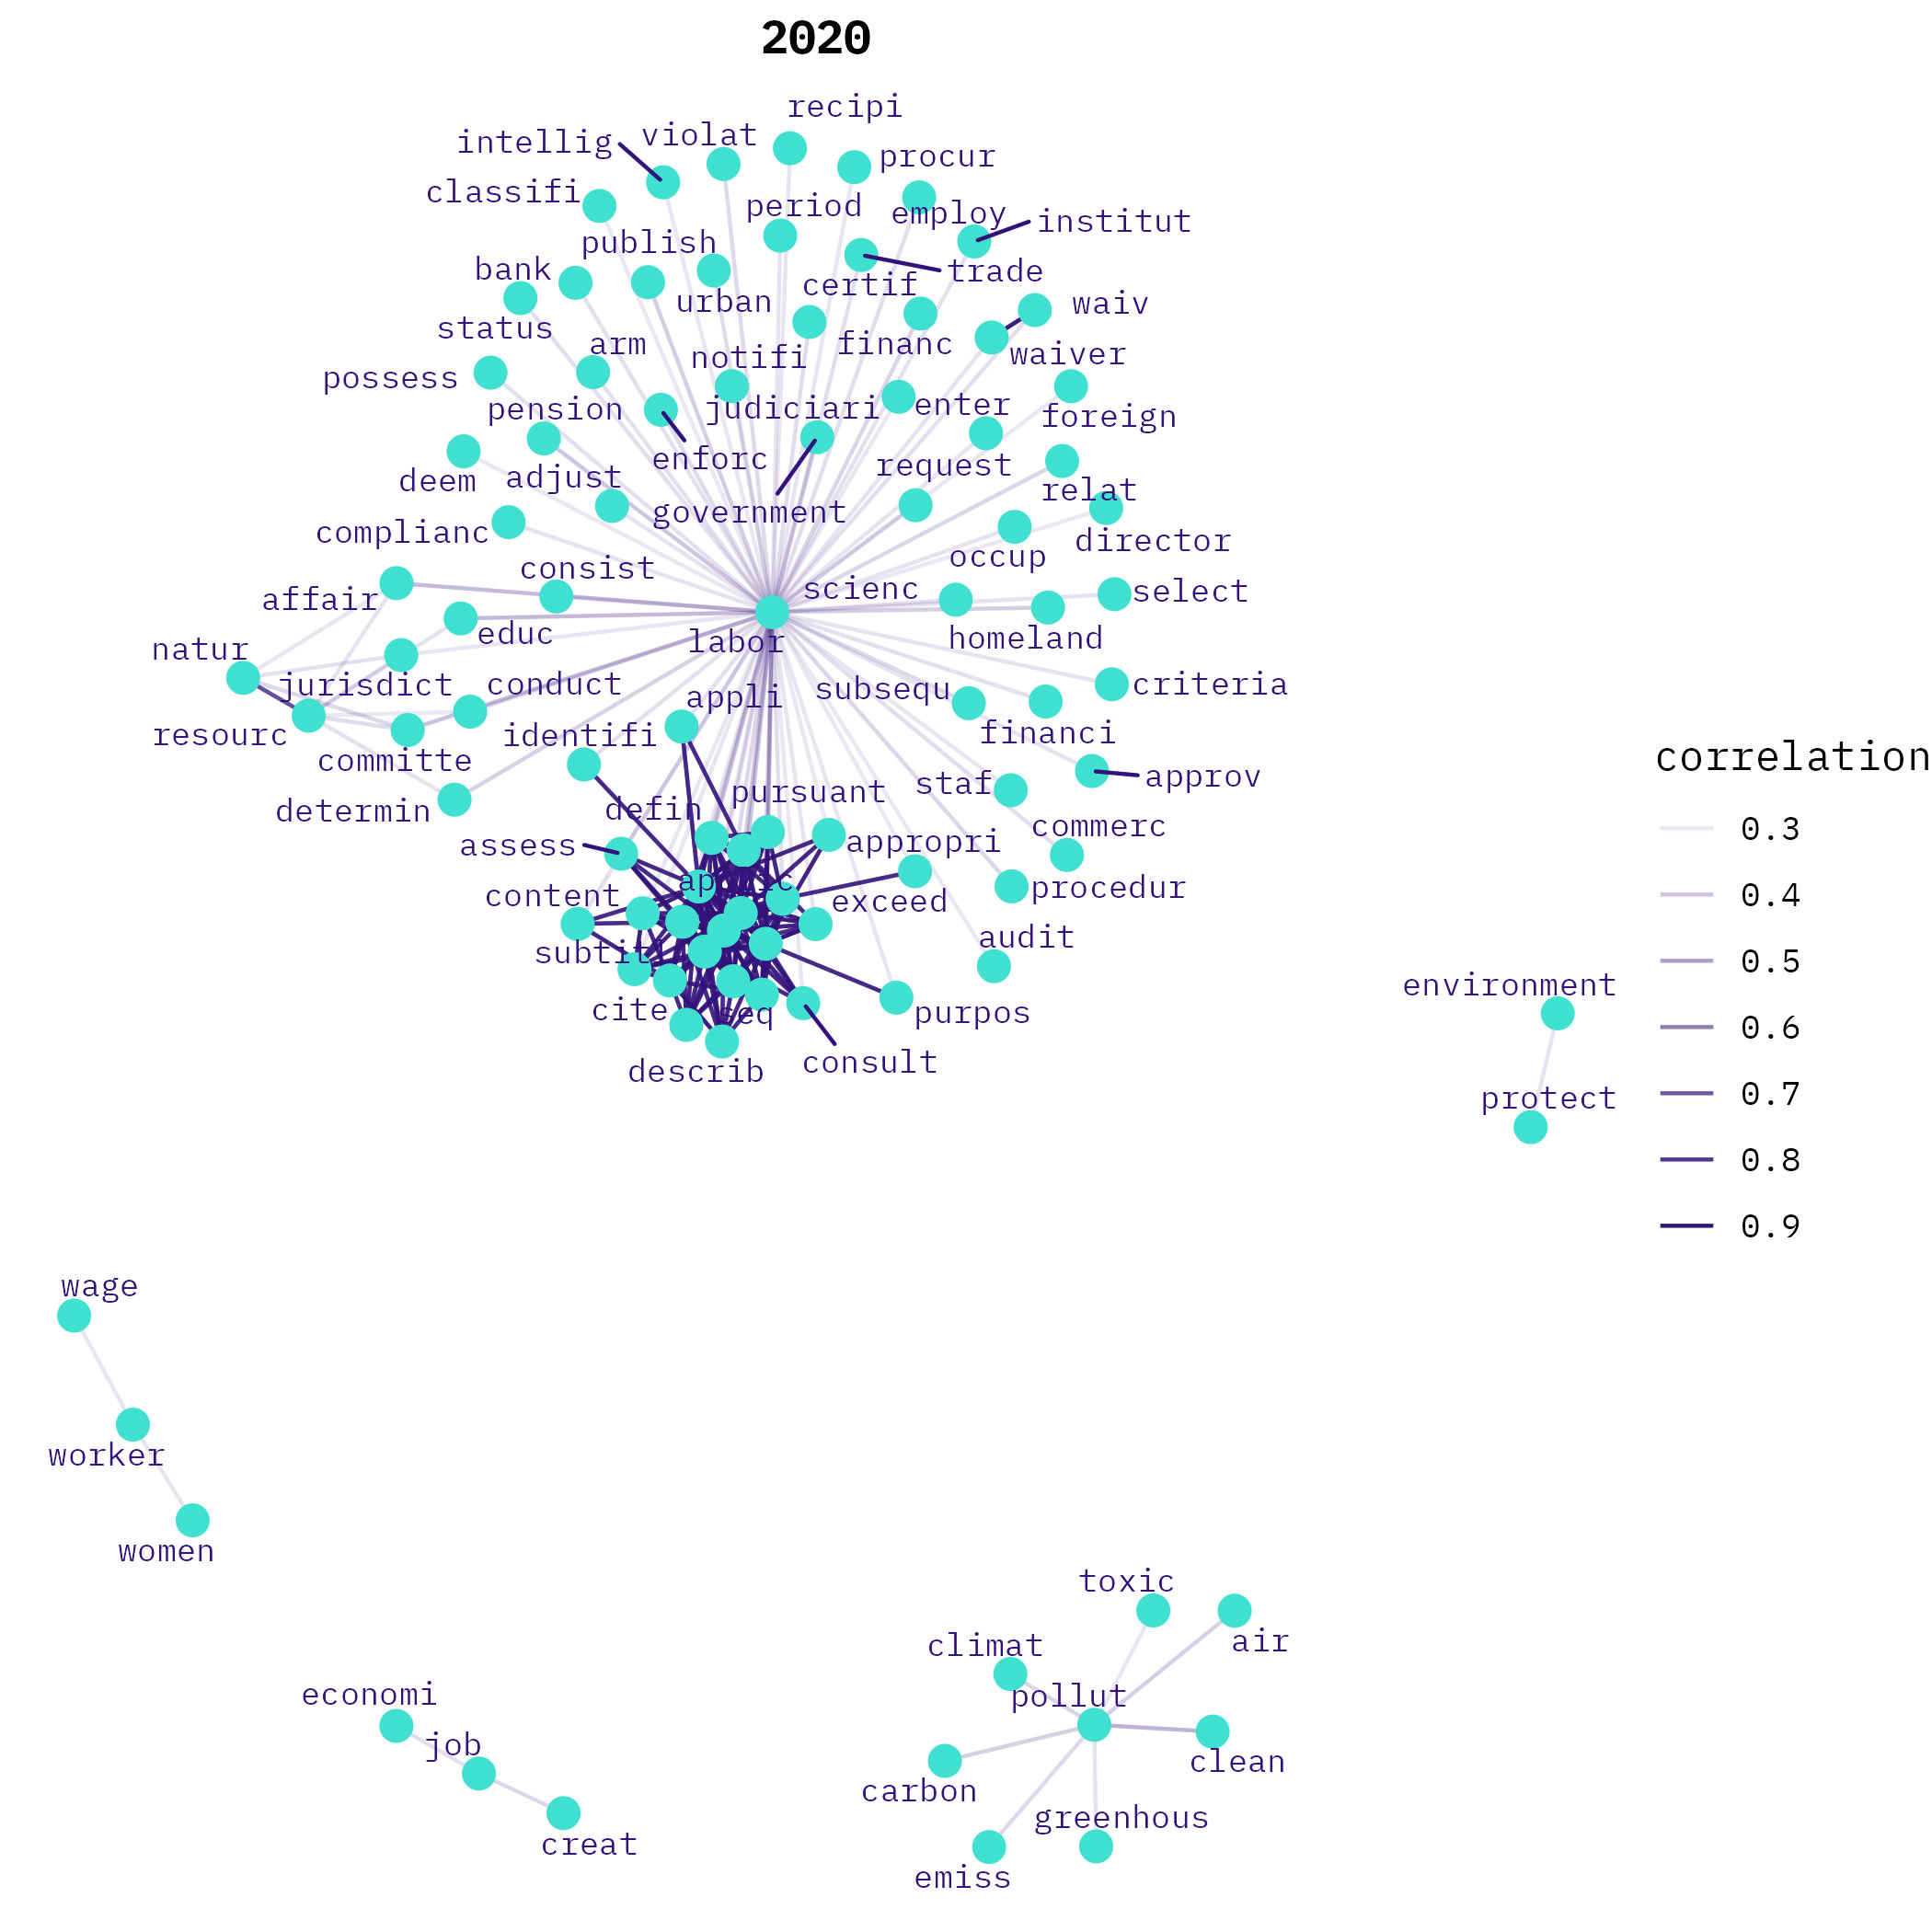 2020
recipi
intellig
violat
procur
classifi
period
employ
institut
publish
bank
trade
certif
urban
waiv
status
arm
notifi
financ
waiver
possess
pension
judiciari
enter
foreign
enforc
request
deem
adjust
relat
government
complianc
occup
director
consist
scienc
select
affair
educ
labor
homeland
natur
jurisdict
conduct
appli
subsequ
criteria
resourc
identifi
financi
committe
staf
approv
determin
defin
pursuant
commerc
assess
appropri
applic
procedur
content
exceed
subtitl
audit
cite
seq
purpos
describ
consult
environment
protect
correlation
0.3
0.4
0.5
0.6
0.7
0.8
0.9
wage
worker
women
toxic
air
climat
pollut
economi
job
clean
carbon
greenhous
creat
emiss